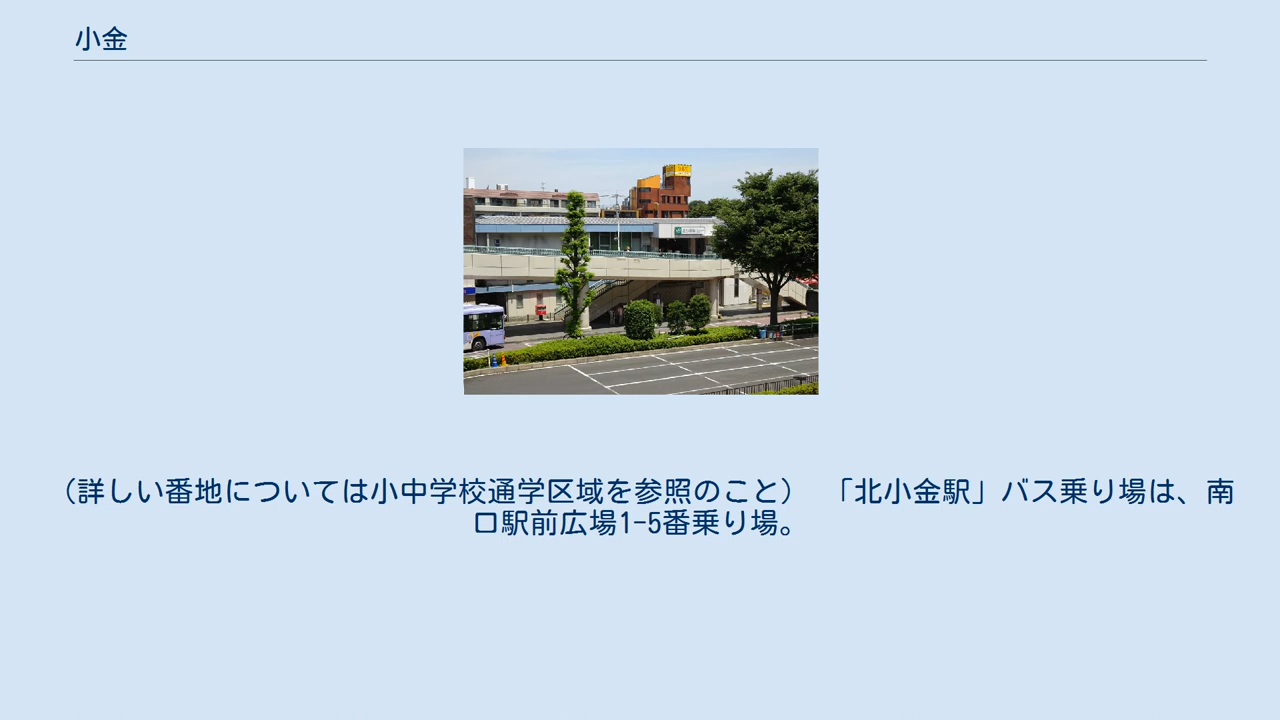 小金
（詳しい番地については小中学校通学区域を参照のこと）　「北小金駅」バス乗り場は、南
口駅前広場1-5番乗り場。